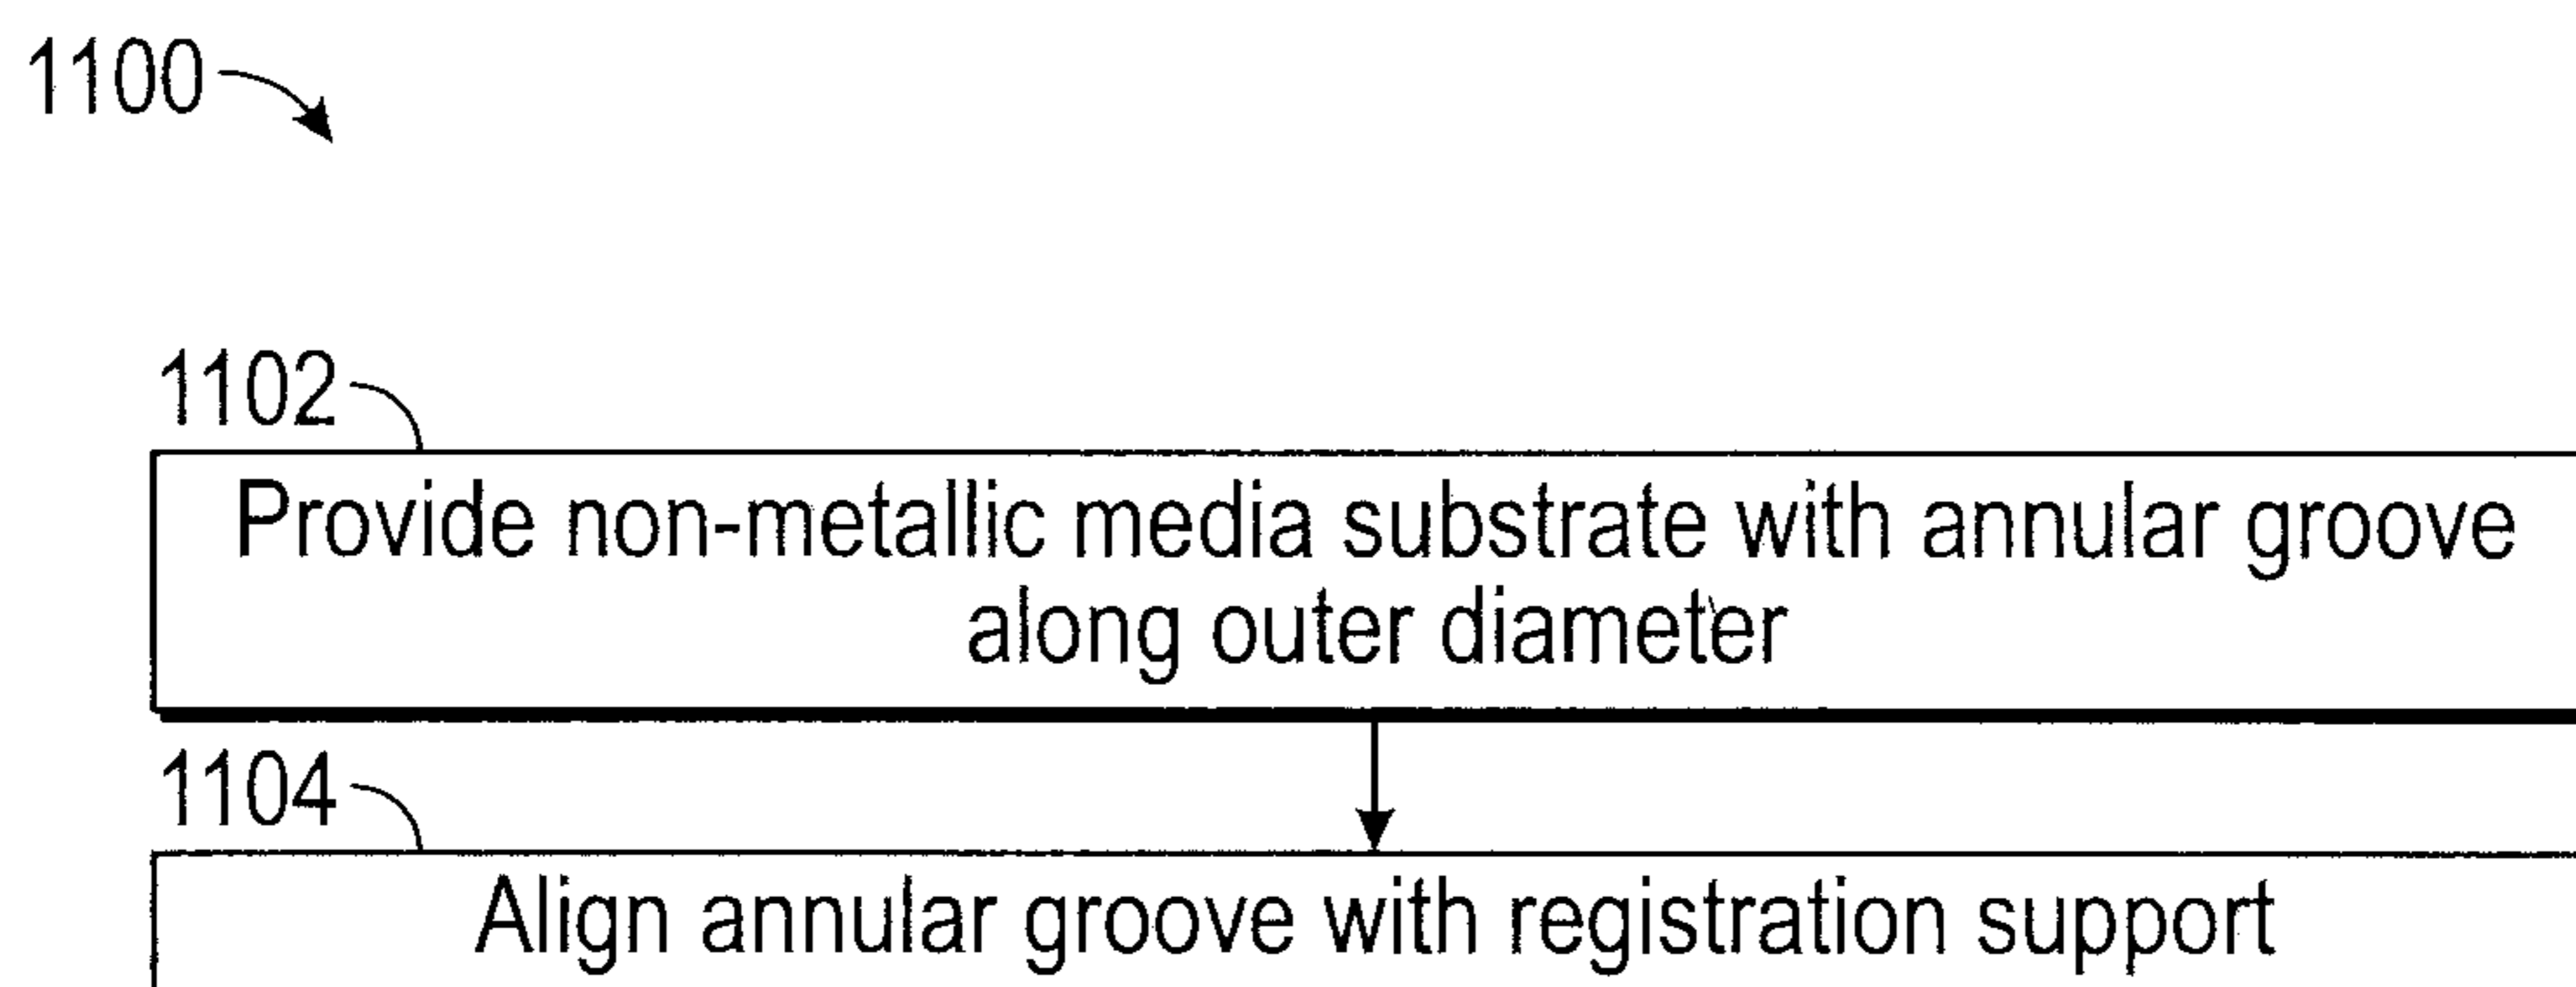 1100
1102
Provide non-metallic media substrate with annular groove
along outer diameter
1104
Align annular groove with registration support